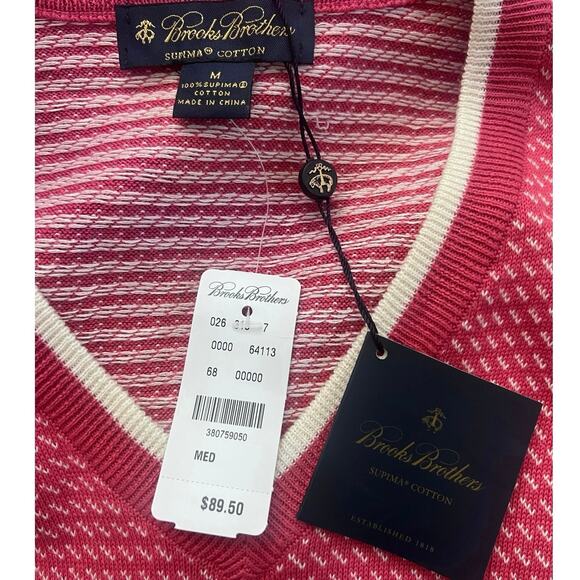 Brooks Brothers
SUPIMA® COTTON
M
100% SUPIMA®
COTTON
MADE IN CHINA
Brooks Brothers
026 7
0000 64113
68 00000
380759050
MED
$89.50
Brooks Brothers
SUPIMA® COTTON
ESTABLISHED 1818